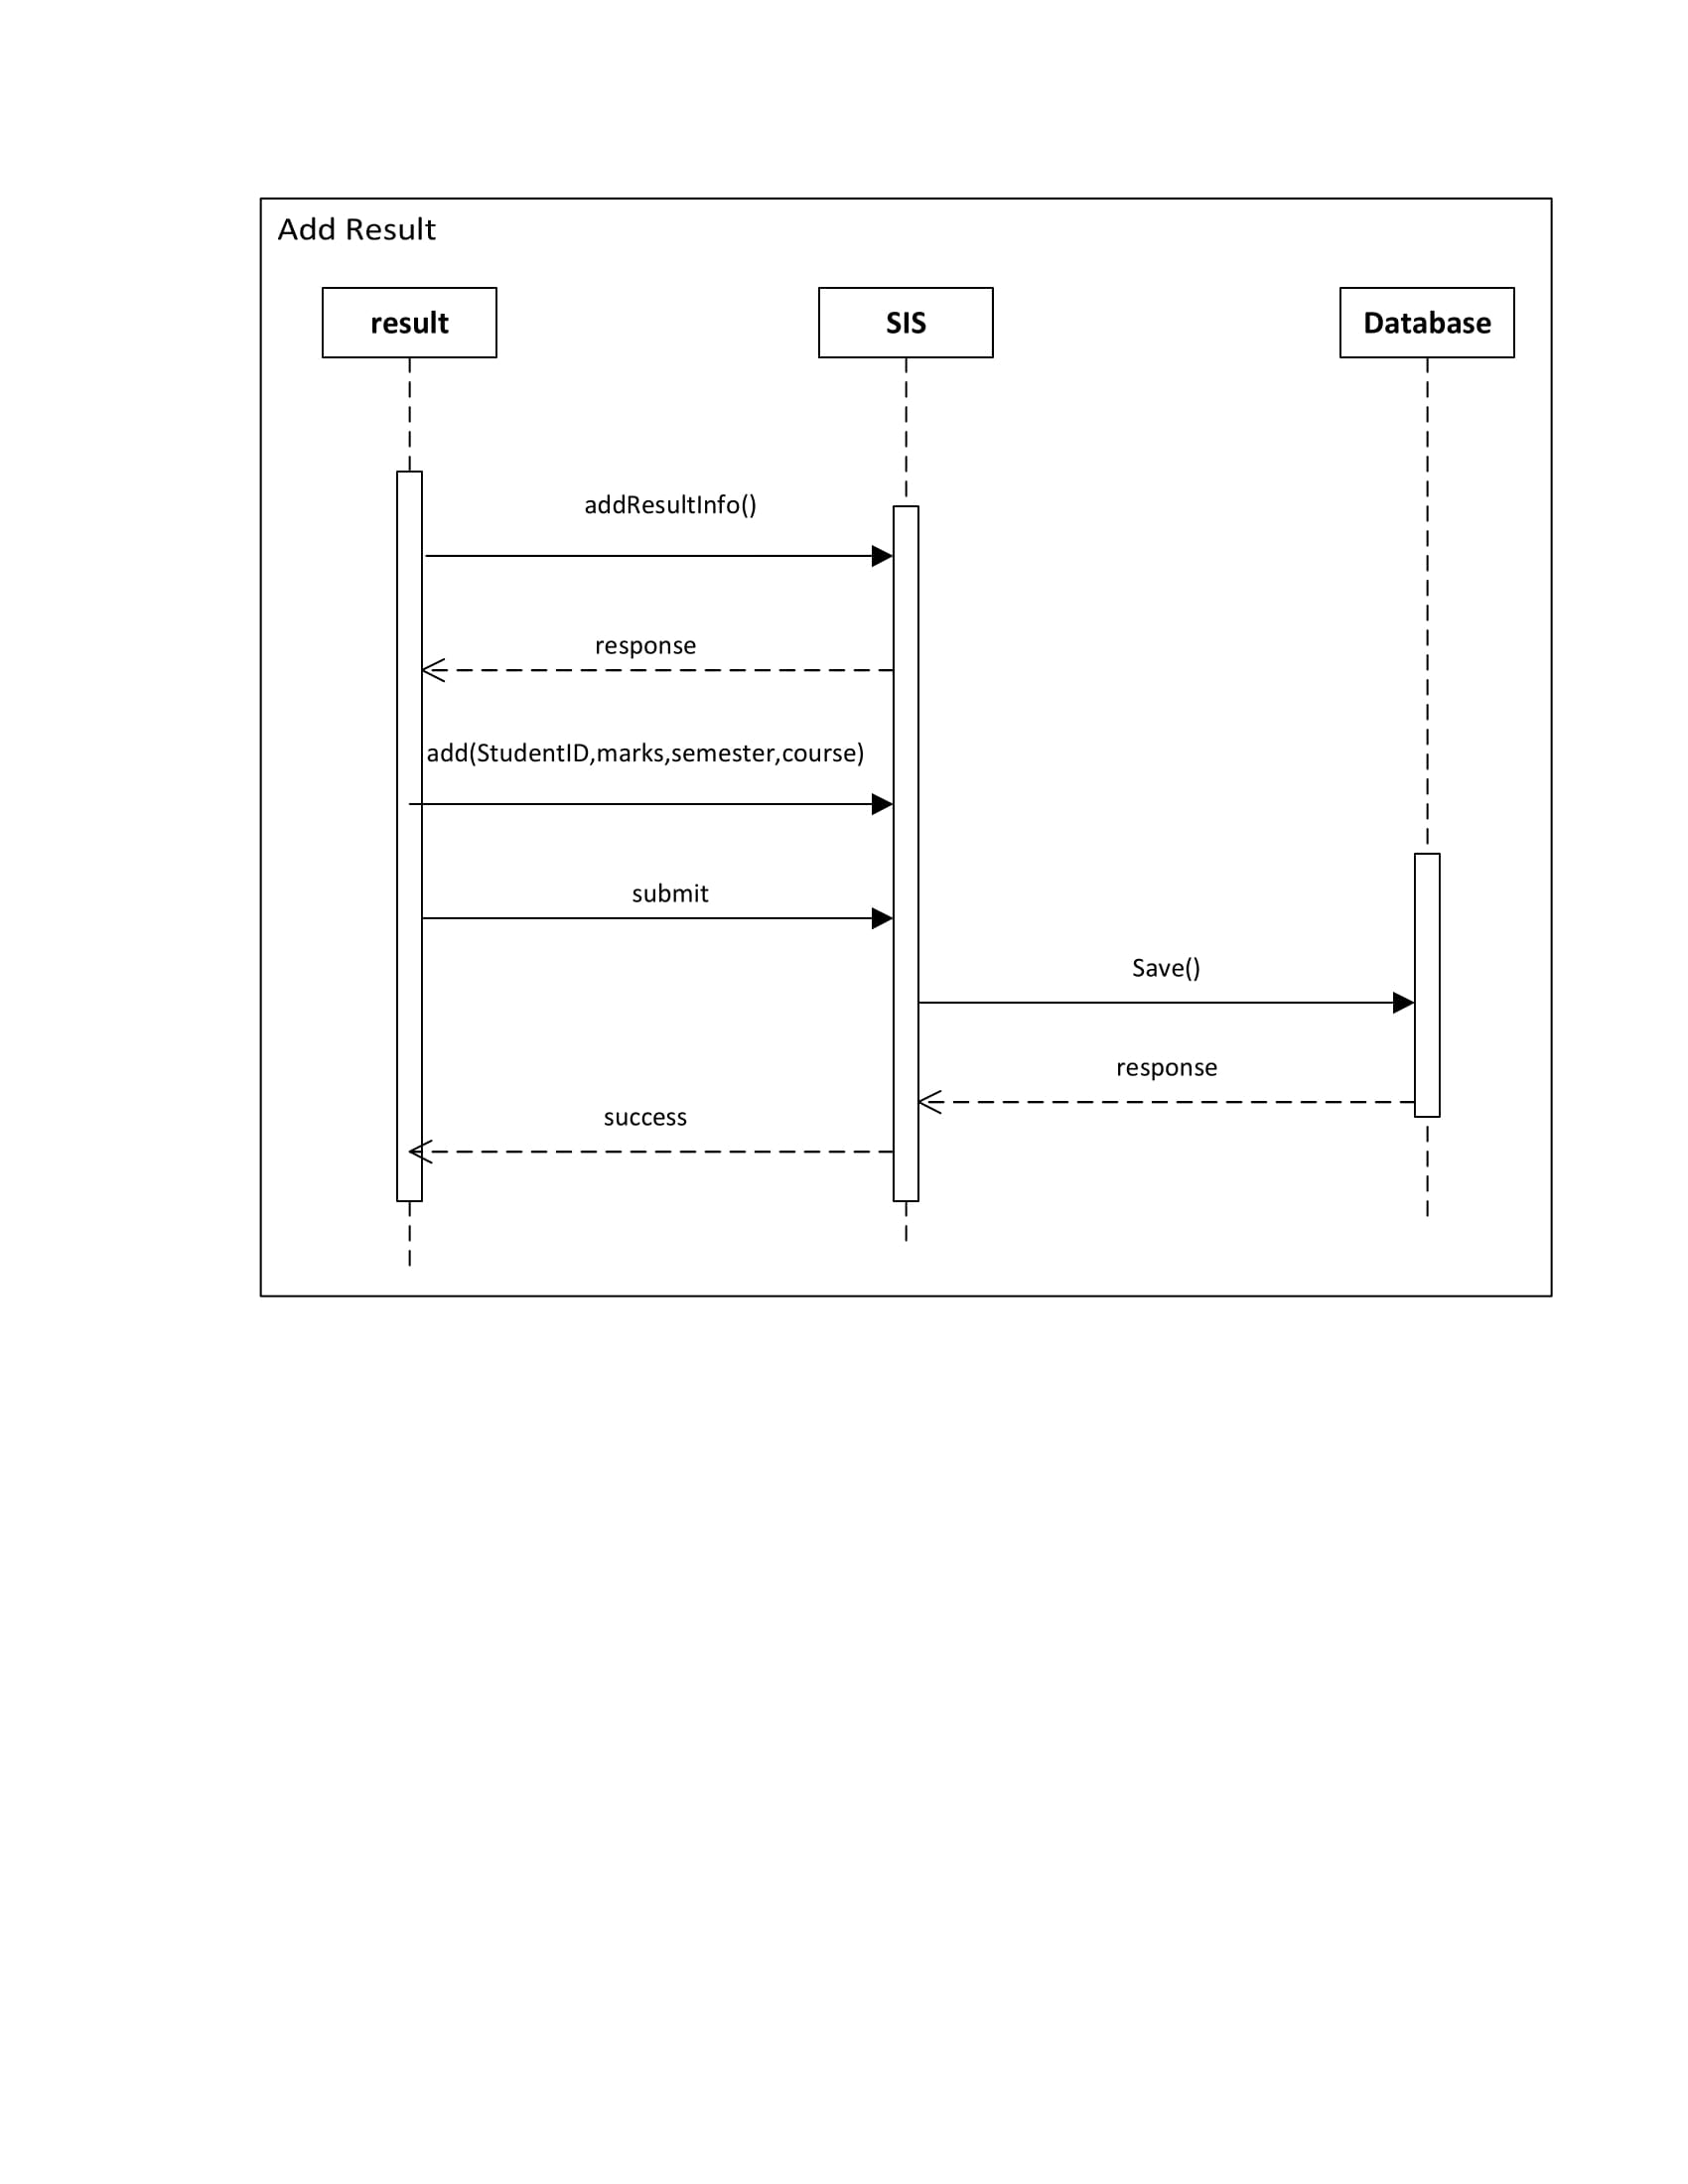 Add Result
result
SIS
Database
addResultInfo()
response
add(StudentID,marks,semester,course)
submit
Save()
response
success